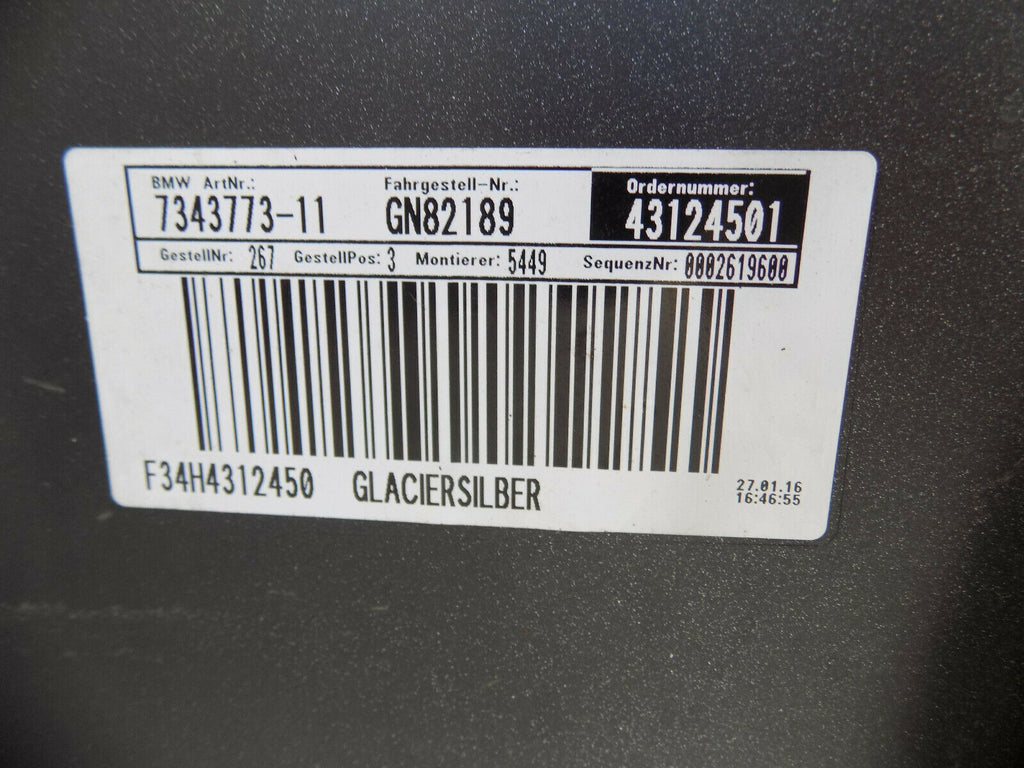 BMW ArtNr.: Fahrgestell-Nr.: Ordernummer:
7343773-11 GN82189 43124501
GestellNr: 267 GestellPos: 3 Montierer: 5449 SequenzNr: 0002619600
F34H4312450 GLACIERSILBER
27.01.16
16:46:55